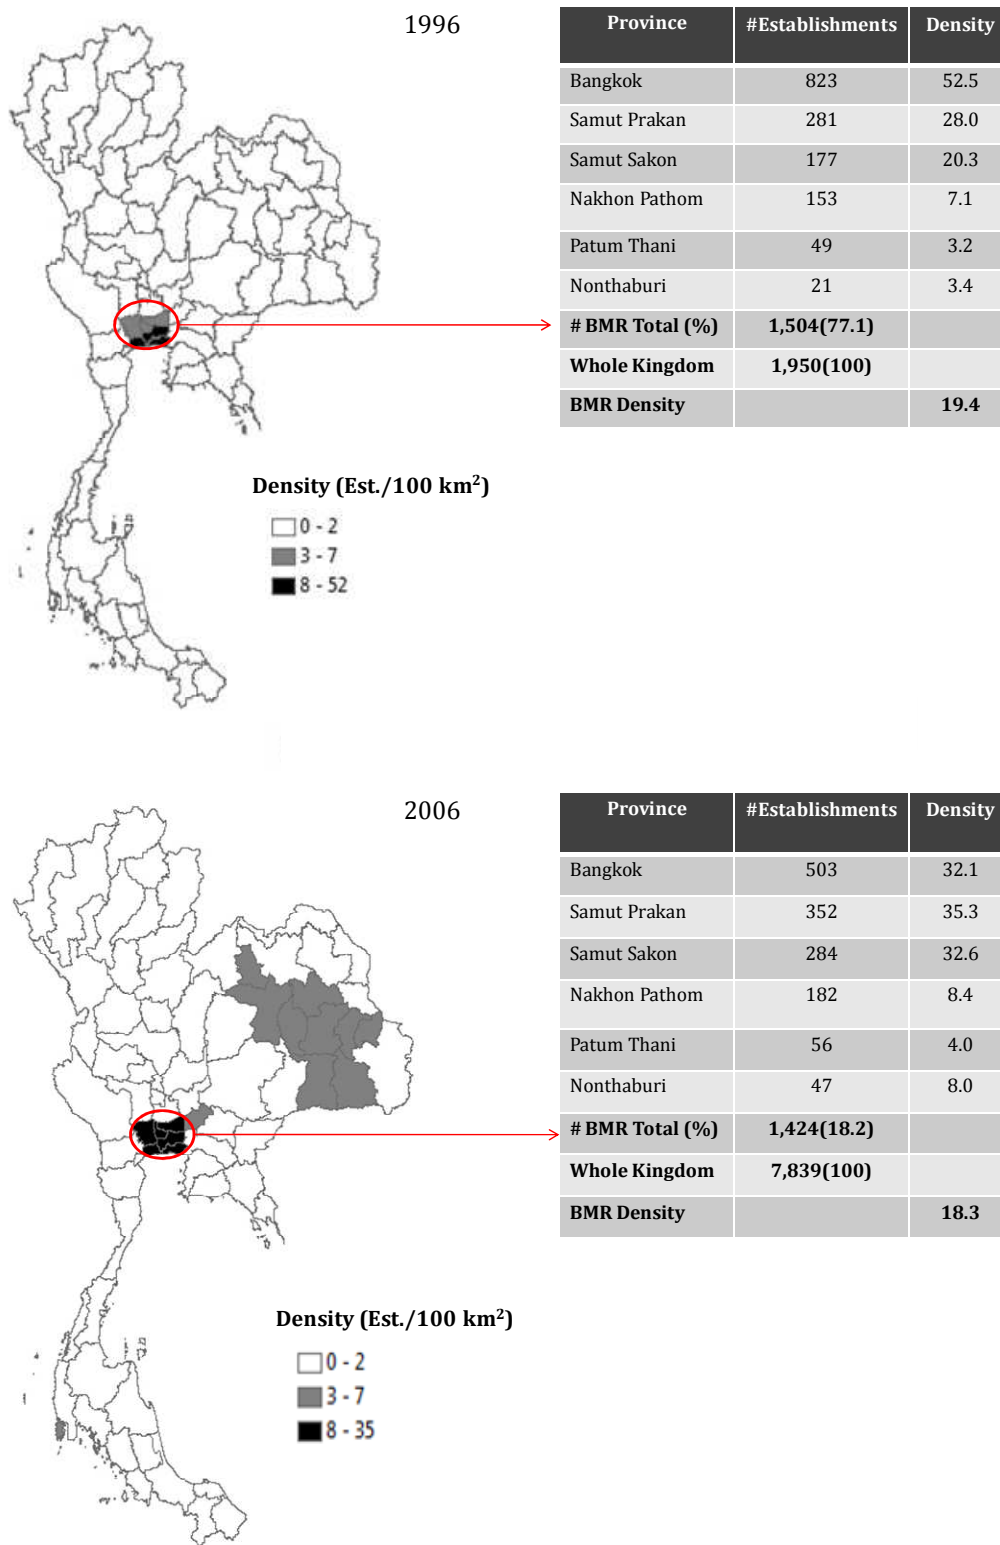 1996
Province #Establishments Density
Bangkok 823 52.5
Samut Prakan 281 28.0
Samut Sakon 177 20.3
Nakhon Pathom 153 7.1
Patum Thani 49 3.2
Nonthaburi 21 3.4
# BMR Total (%) 1,504(77.1)
Whole Kingdom 1,950(100)
BMR Density 19.4
Density (Est./100 km²)
0 - 2
3 - 7
8 - 52
2006
Province #Establishments Density
Bangkok 503 32.1
Samut Prakan 352 35.3
Samut Sakon 284 32.6
Nakhon Pathom 182 8.4
Patum Thani 56 4.0
Nonthaburi 47 8.0
# BMR Total (%) 1,424(18.2)
Whole Kingdom 7,839(100)
BMR Density 18.3
Density (Est./100 km²)
0 - 2
3 - 7
8 - 35